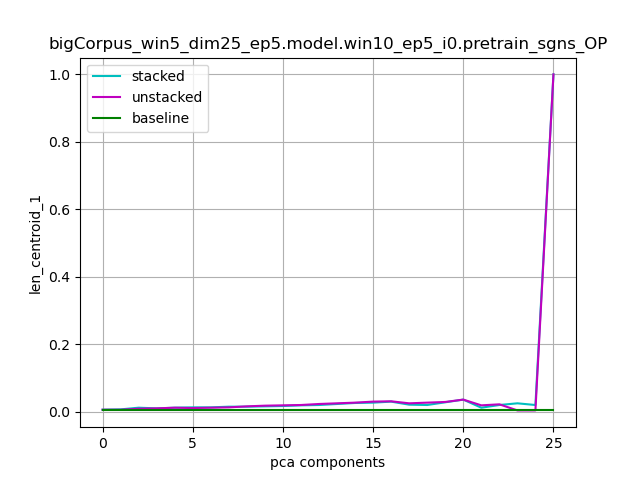 bigCorpus_win5_dim25_ep5.model.win10_ep5_i0.pretrain_sgns_OP
stacked
unstacked
baseline
1.0
0.8
0.6
0.4
0.2
0.0
len_centroid_1
0 5 10 15 20 25
pca components